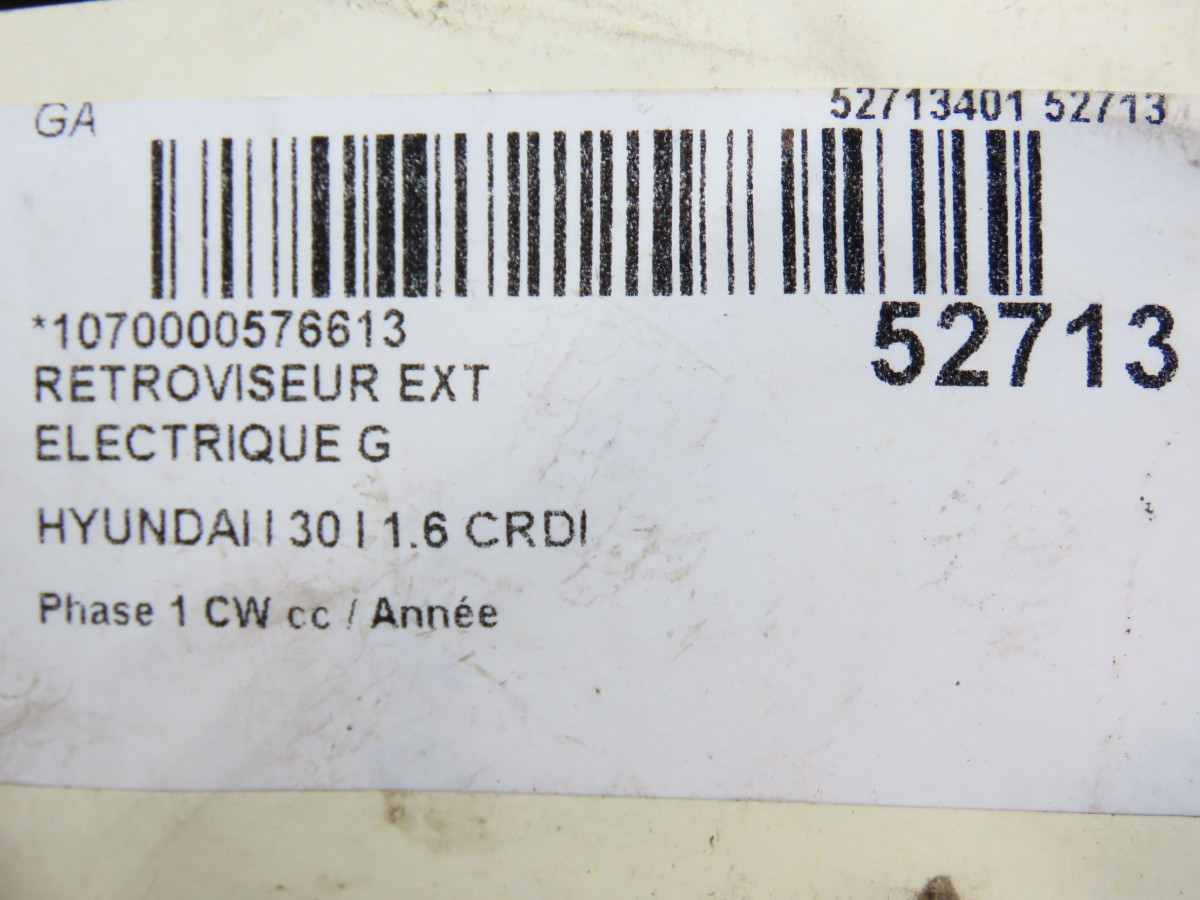 GA
52713401 52713
*1070000576613
52713
RETROVISEUR EXT
ELECTRIQUE G
HYUNDAI I 30 I 1.6 CRDI
Phase 1 CW cc / Année